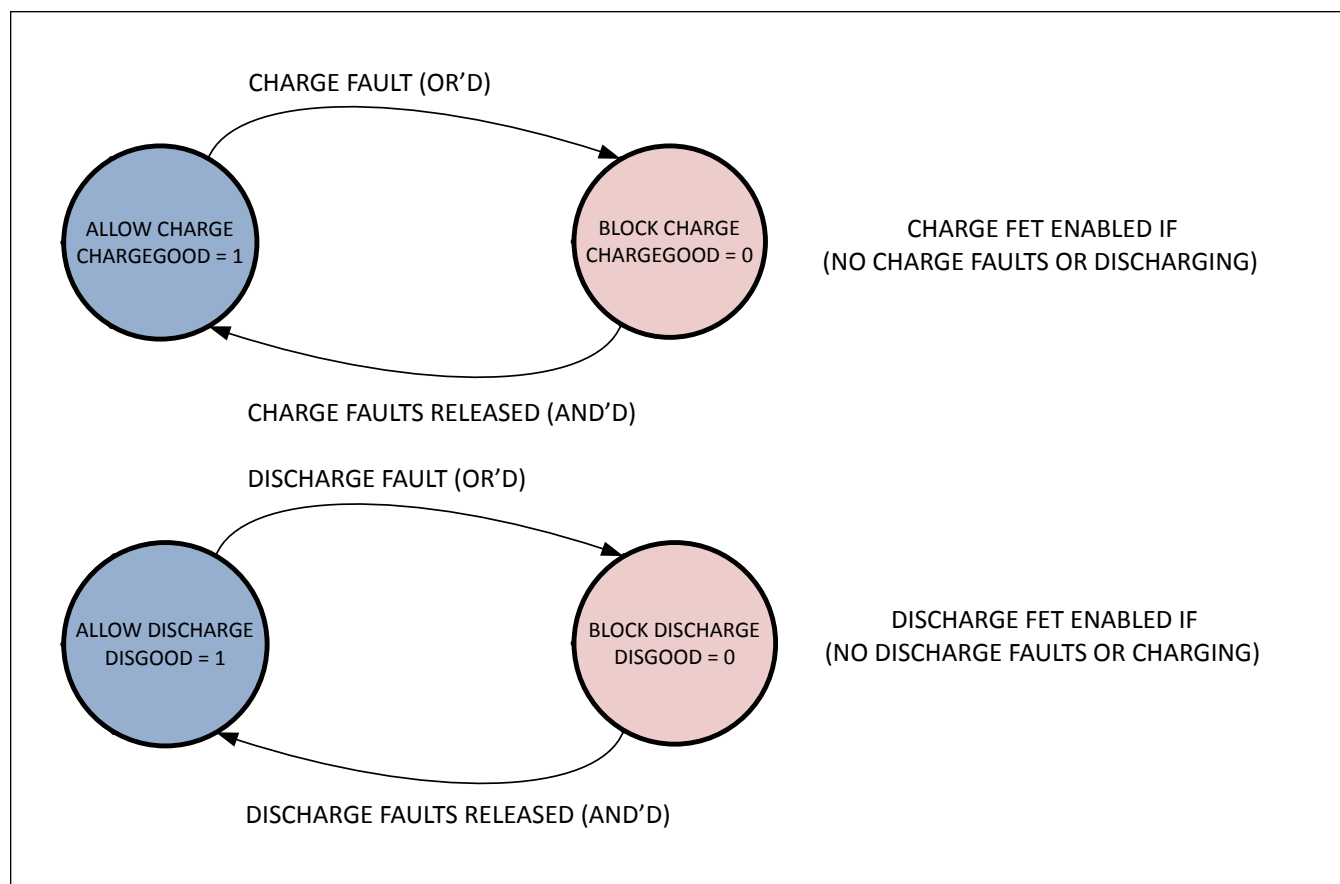 CHARGE FAULT (OR’D)
ALLOW CHARGE
CHARGEGOOD = 1
BLOCK CHARGE
CHARGEGOOD = 0
CHARGE FET ENABLED IF
(NO CHARGE FAULTS OR DISCHARGING)
CHARGE FAULTS RELEASED (AND’D)
DISCHARGE FAULT (OR’D)
ALLOW DISCHARGE
DISGOOD = 1
BLOCK DISCHARGE
DISGOOD = 0
DISCHARGE FET ENABLED IF
(NO DISCHARGE FAULTS OR CHARGING)
DISCHARGE FAULTS RELEASED (AND’D)